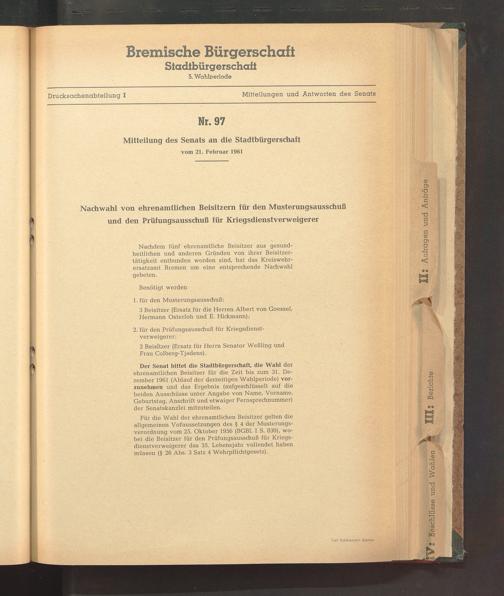 Bremische Bürgerschaft
Stadtbürgerschaft
5. Wahlperiode
Drucksachenabteilung I
Mitteilungen und Antworten des Senats
Nr. 97
Mitteilung des Senats an die Stadtbürgerschaft
vom 21. Februar 1961
Nachwahl von ehrenamtlichen Beisitzern für den Musterungsausschuß
und den Prüfungsausschuß für Kriegsdienstverweigerer
Nachdem fünf ehrenamtliche Beisitzer aus gesund-
heitlichen und anderen Gründen von ihrer Beisitzer-
tätigkeit entbunden worden sind, hat das Kreiswehr-
ersatzamt Bremen um eine entsprechende Nachwahl
gebeten.
Benötigt werden
1. für den Musterungsausschuß:
3 Beisitzer (Ersatz für die Herren Albert von Goessel,
Hermann Osterloh und E. Hickmann);
2. für den Prüfungsausschuß für Kriegsdienst-
verweigerer:
2 Beisitzer (Ersatz für Herrn Senator Weßling und
Frau Colberg-Tjadens).
Der Senat bittet die Stadtbürgerschaft, die Wahl der
ehrenamtlichen Beisitzer für die Zeit bis zum 31. De-
zember 1961 (Ablauf der derzeitigen Wahlperiode) vor-
zunehmen und das Ergebnis (aufgeschlüsselt auf die
beiden Ausschüsse unter Angabe von Name, Vorname,
Geburtstag, Anschrift und etwaiger Fernsprechnummer)
der Senatskanzlei mitzuteilen.
Für die Wahl der ehrenamtlichen Beisitzer gelten die
allgemeinen Voraussetzungen des § 4 der Musterungs-
verordnung vom 25. Oktober 1956 (BGBl. I S. 830), wo-
bei die Beisitzer für den Prüfungsausschuß für Kriegs-
dienstverweigerer das 35. Lebensjahr vollendet haben
müssen (§ 26 Abs. 3 Satz 4 Wehrpflichtgesetz).
II: Anfragen und Anträge
III: Berichte
IV: Beschlüsse und Wahlen